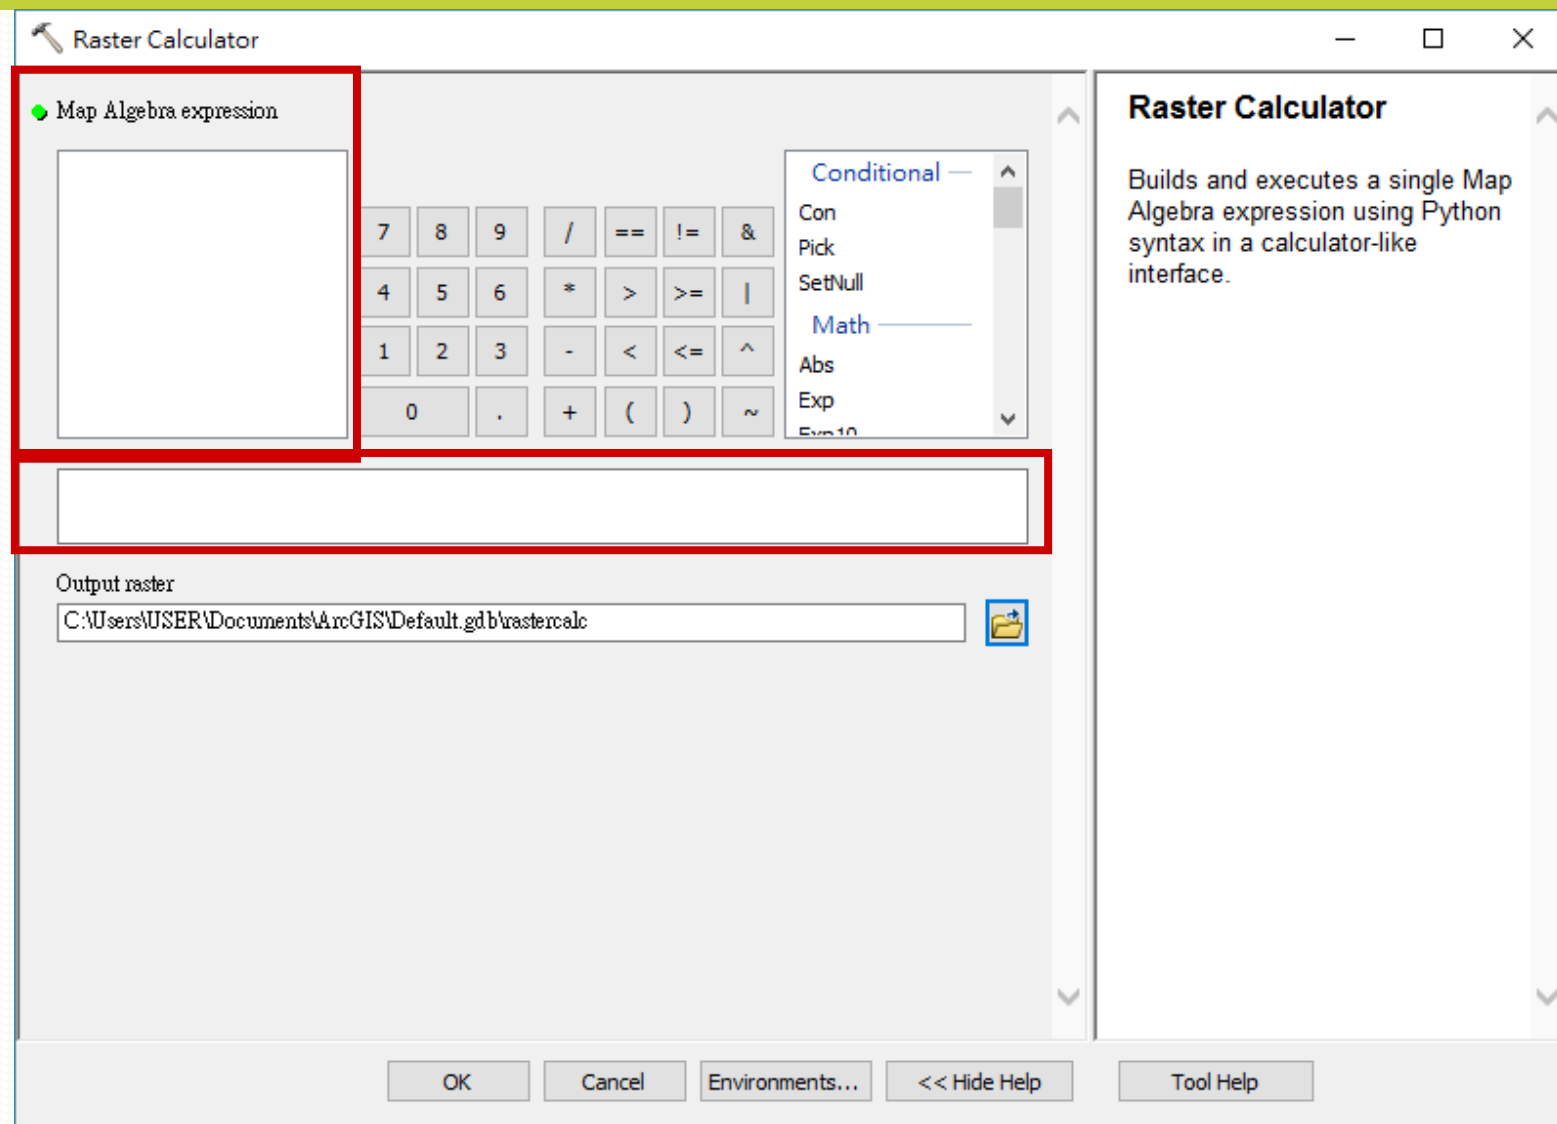 Raster Calculator
Map Algebra expression
7 8 9 / == != &
4 5 6 * > >= |
1 2 3 - < <= ^
0 . + ( ) ~
Conditional
Con
Pick
SetNull
Math
Abs
Exp
Exp10
Output raster
C:\Users\USER\Documents\ArcGIS\Default.gdb\rastercalc
OK Cancel Environments... << Hide Help Tool Help
Raster Calculator
Builds and executes a single Map
Algebra expression using Python
syntax in a calculator-like
interface.